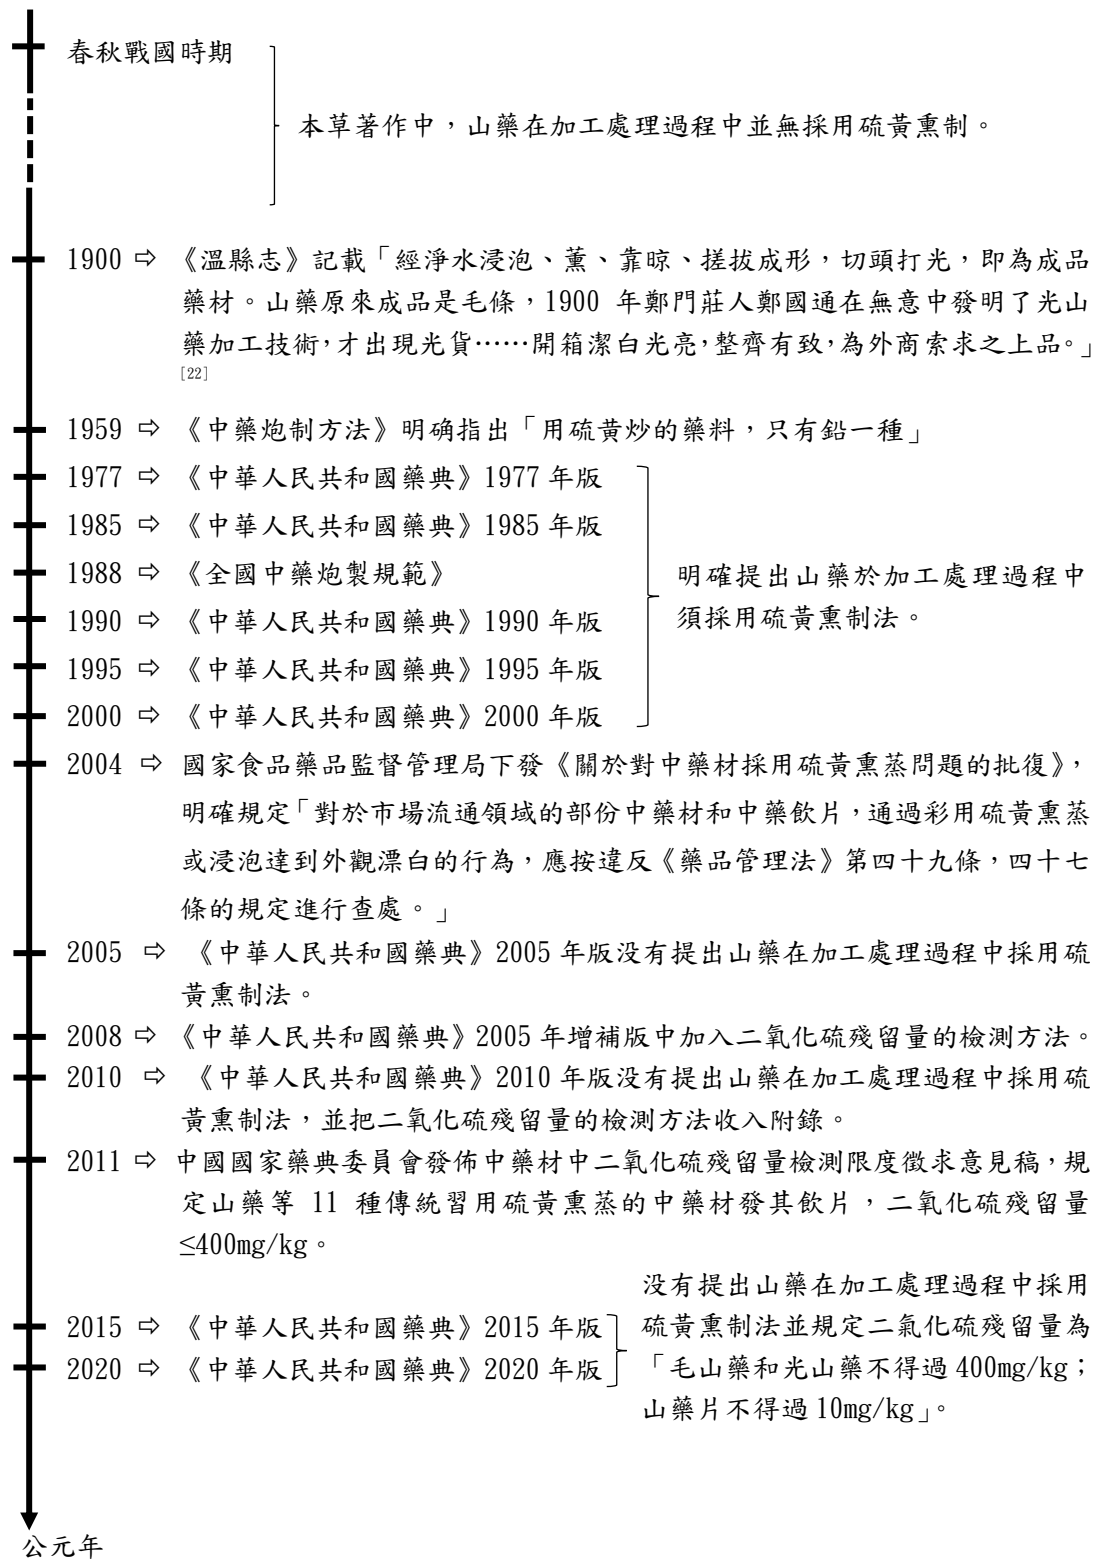 春秋戰國時期
本草著作中，山藥在加工處理過程中並無採用硫黃熏制。
1900 ⇨ 《溫縣志》記載「經淨水浸泡、薰、靠晾、搓拔成形，切頭打光，即為成品
藥材。山藥原來成品是毛條，1900 年鄭門莊人鄭國通在無意中發明了光山
藥加工技術，才出現光貨……開箱潔白光亮，整齊有致，為外商索求之上品。」
[22]
1959 ⇨ 《中藥炮制方法》明确指出「用硫黄炒的藥料，只有鉛一種」
1977 ⇨ 《中華人民共和國藥典》1977 年版
1985 ⇨ 《中華人民共和國藥典》1985 年版
1988 ⇨ 《全國中藥炮製規範》
1990 ⇨ 《中華人民共和國藥典》1990 年版
1995 ⇨ 《中華人民共和國藥典》1995 年版
2000 ⇨ 《中華人民共和國藥典》2000 年版
明確提出山藥於加工處理過程中
須採用硫黃熏制法。
2004 ⇨ 國家食品藥品監督管理局下發《關於對中藥材採用硫黃熏蒸問題的批復》，
明確規定「對於市場流通領域的部份中藥材和中藥飲片，通過彩用硫黃熏蒸
或浸泡達到外觀漂白的行為，應按違反《藥品管理法》第四十九條，四十七
條的規定進行查處。」
2005 ⇨ 《中華人民共和國藥典》2005 年版没有提出山藥在加工處理過程中採用硫
黃熏制法。
2008 ⇨ 《中華人民共和國藥典》2005 年增補版中加入二氧化硫殘留量的檢測方法。
2010 ⇨ 《中華人民共和國藥典》2010 年版没有提出山藥在加工處理過程中採用硫
黃熏制法，並把二氧化硫殘留量的檢測方法收入附錄。
2011 ⇨ 中國國家藥典委員會發佈中藥材中二氧化硫殘留量檢測限度徵求意見稿，規
定山藥等 11 種傳統習用硫黃熏蒸的中藥材發其飲片，二氧化硫殘留量
≤400mg/kg。
2015 ⇨ 《中華人民共和國藥典》2015 年版
2020 ⇨ 《中華人民共和國藥典》2020 年版
没有提出山藥在加工處理過程中採用
硫黃熏制法並規定二氣化硫殘留量為
「毛山藥和光山藥不得過 400mg/kg；
山藥片不得過 10mg/kg」。
公元年